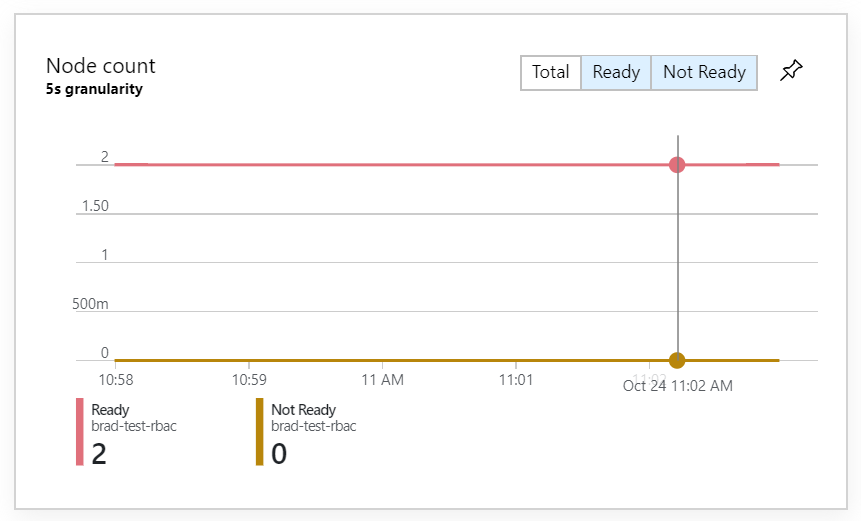 Node count
5s granularity
Total Ready Not Ready
2
1.50
1
500m
0
10:58 10:59 11 AM 11:01 11:02
Oct 24 11:02 AM
Ready
brad-test-rbac
2
Not Ready
brad-test-rbac
0